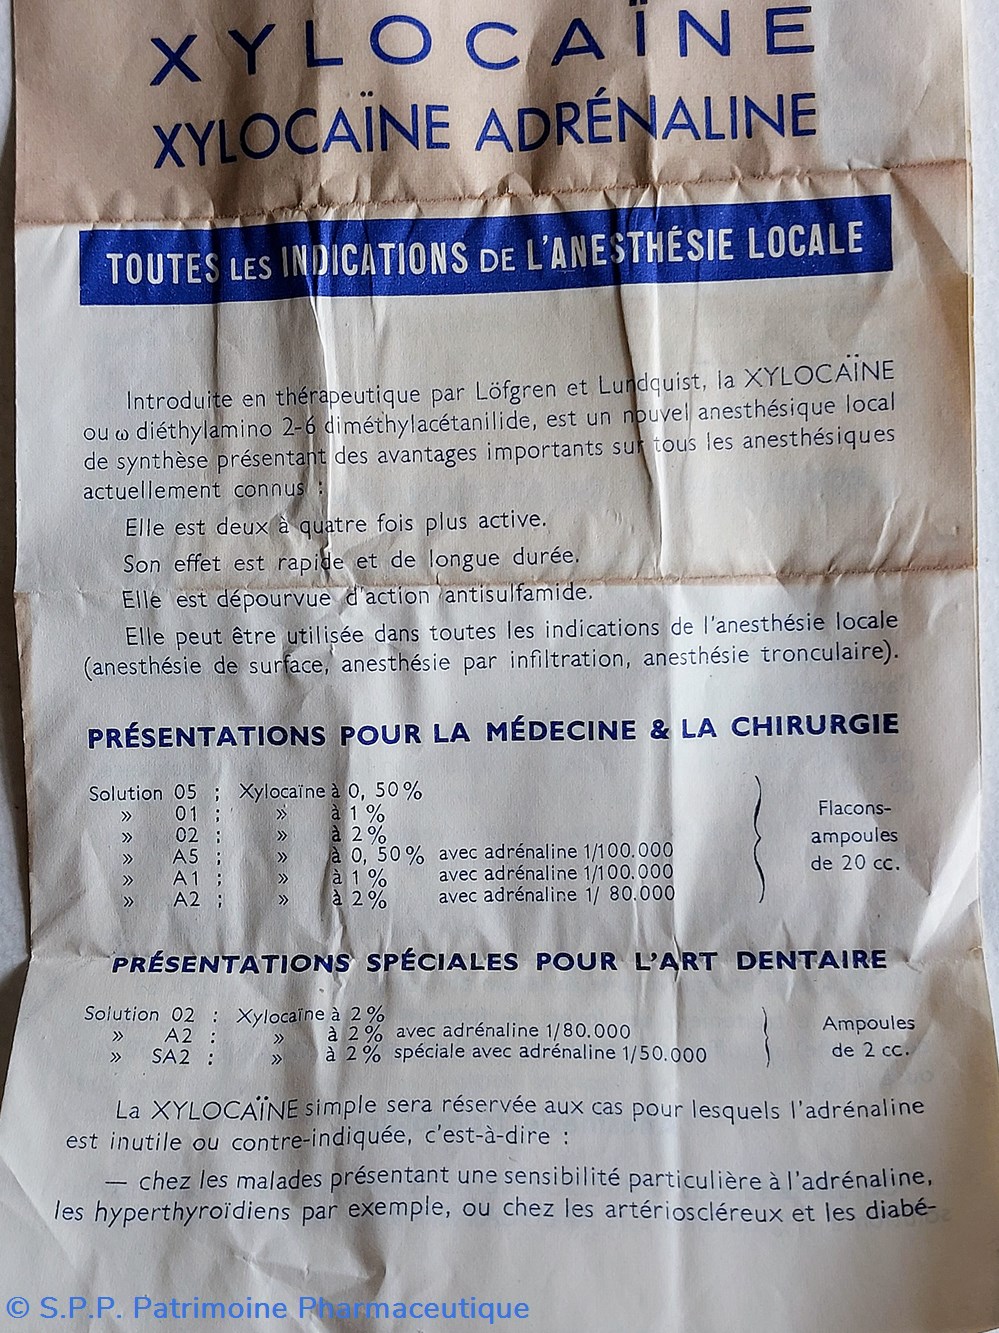 XYLOCAÏNE
XYLOCAÏNE ADRÉNALINE
TOUTES LES INDICATIONS DE L'ANESTHÉSIE LOCALE
Introduite en thérapeutique par Löfgren et Lundquist, la XYLOCAÏNE
ou ω diéthylamino 2-6 diméthylacétanilide, est un nouvel anesthésique local
de synthèse présentant des avantages importants sur tous les anesthésiques
actuellement connus :
Elle est deux à quatre fois plus active.
Son effet est rapide et de longue durée.
Elle est dépourvue d'action antisulfamide.
Elle peut être utilisée dans toutes les indications de l'anesthésie locale
(anesthésie de surface, anesthésie par infiltration, anesthésie tronculaire).
PRÉSENTATIONS POUR LA MÉDECINE & LA CHIRURGIE
Solution 05 : Xylocaïne à 0, 50 %
» 01 : » à 1 %
» 02 : » à 2 %
» A5 : » à 0, 50 % avec adrénaline 1/100.000
» A1 : » à 1 % avec adrénaline 1/100.000
» A2 : » à 2 % avec adrénaline 1/ 80.000
Flacons-
ampoules
de 20 cc.
PRÉSENTATIONS SPÉCIALES POUR L'ART DENTAIRE
Solution 02 : Xylocaïne à 2 %
» A2 : » à 2 % avec adrénaline 1/80.000
» SA2 : » à 2 % spéciale avec adrénaline 1/50.000
Ampoules
de 2 cc.
La XYLOCAÏNE simple sera réservée aux cas pour lesquels l'adrénaline
est inutile ou contre-indiquée, c'est-à-dire :
— chez les malades présentant une sensibilité particulière à l'adrénaline,
les hyperthyroïdiens par exemple, ou chez les artérioscléreux et les diabé-
© S.P.P. Patrimoine Pharmaceutique